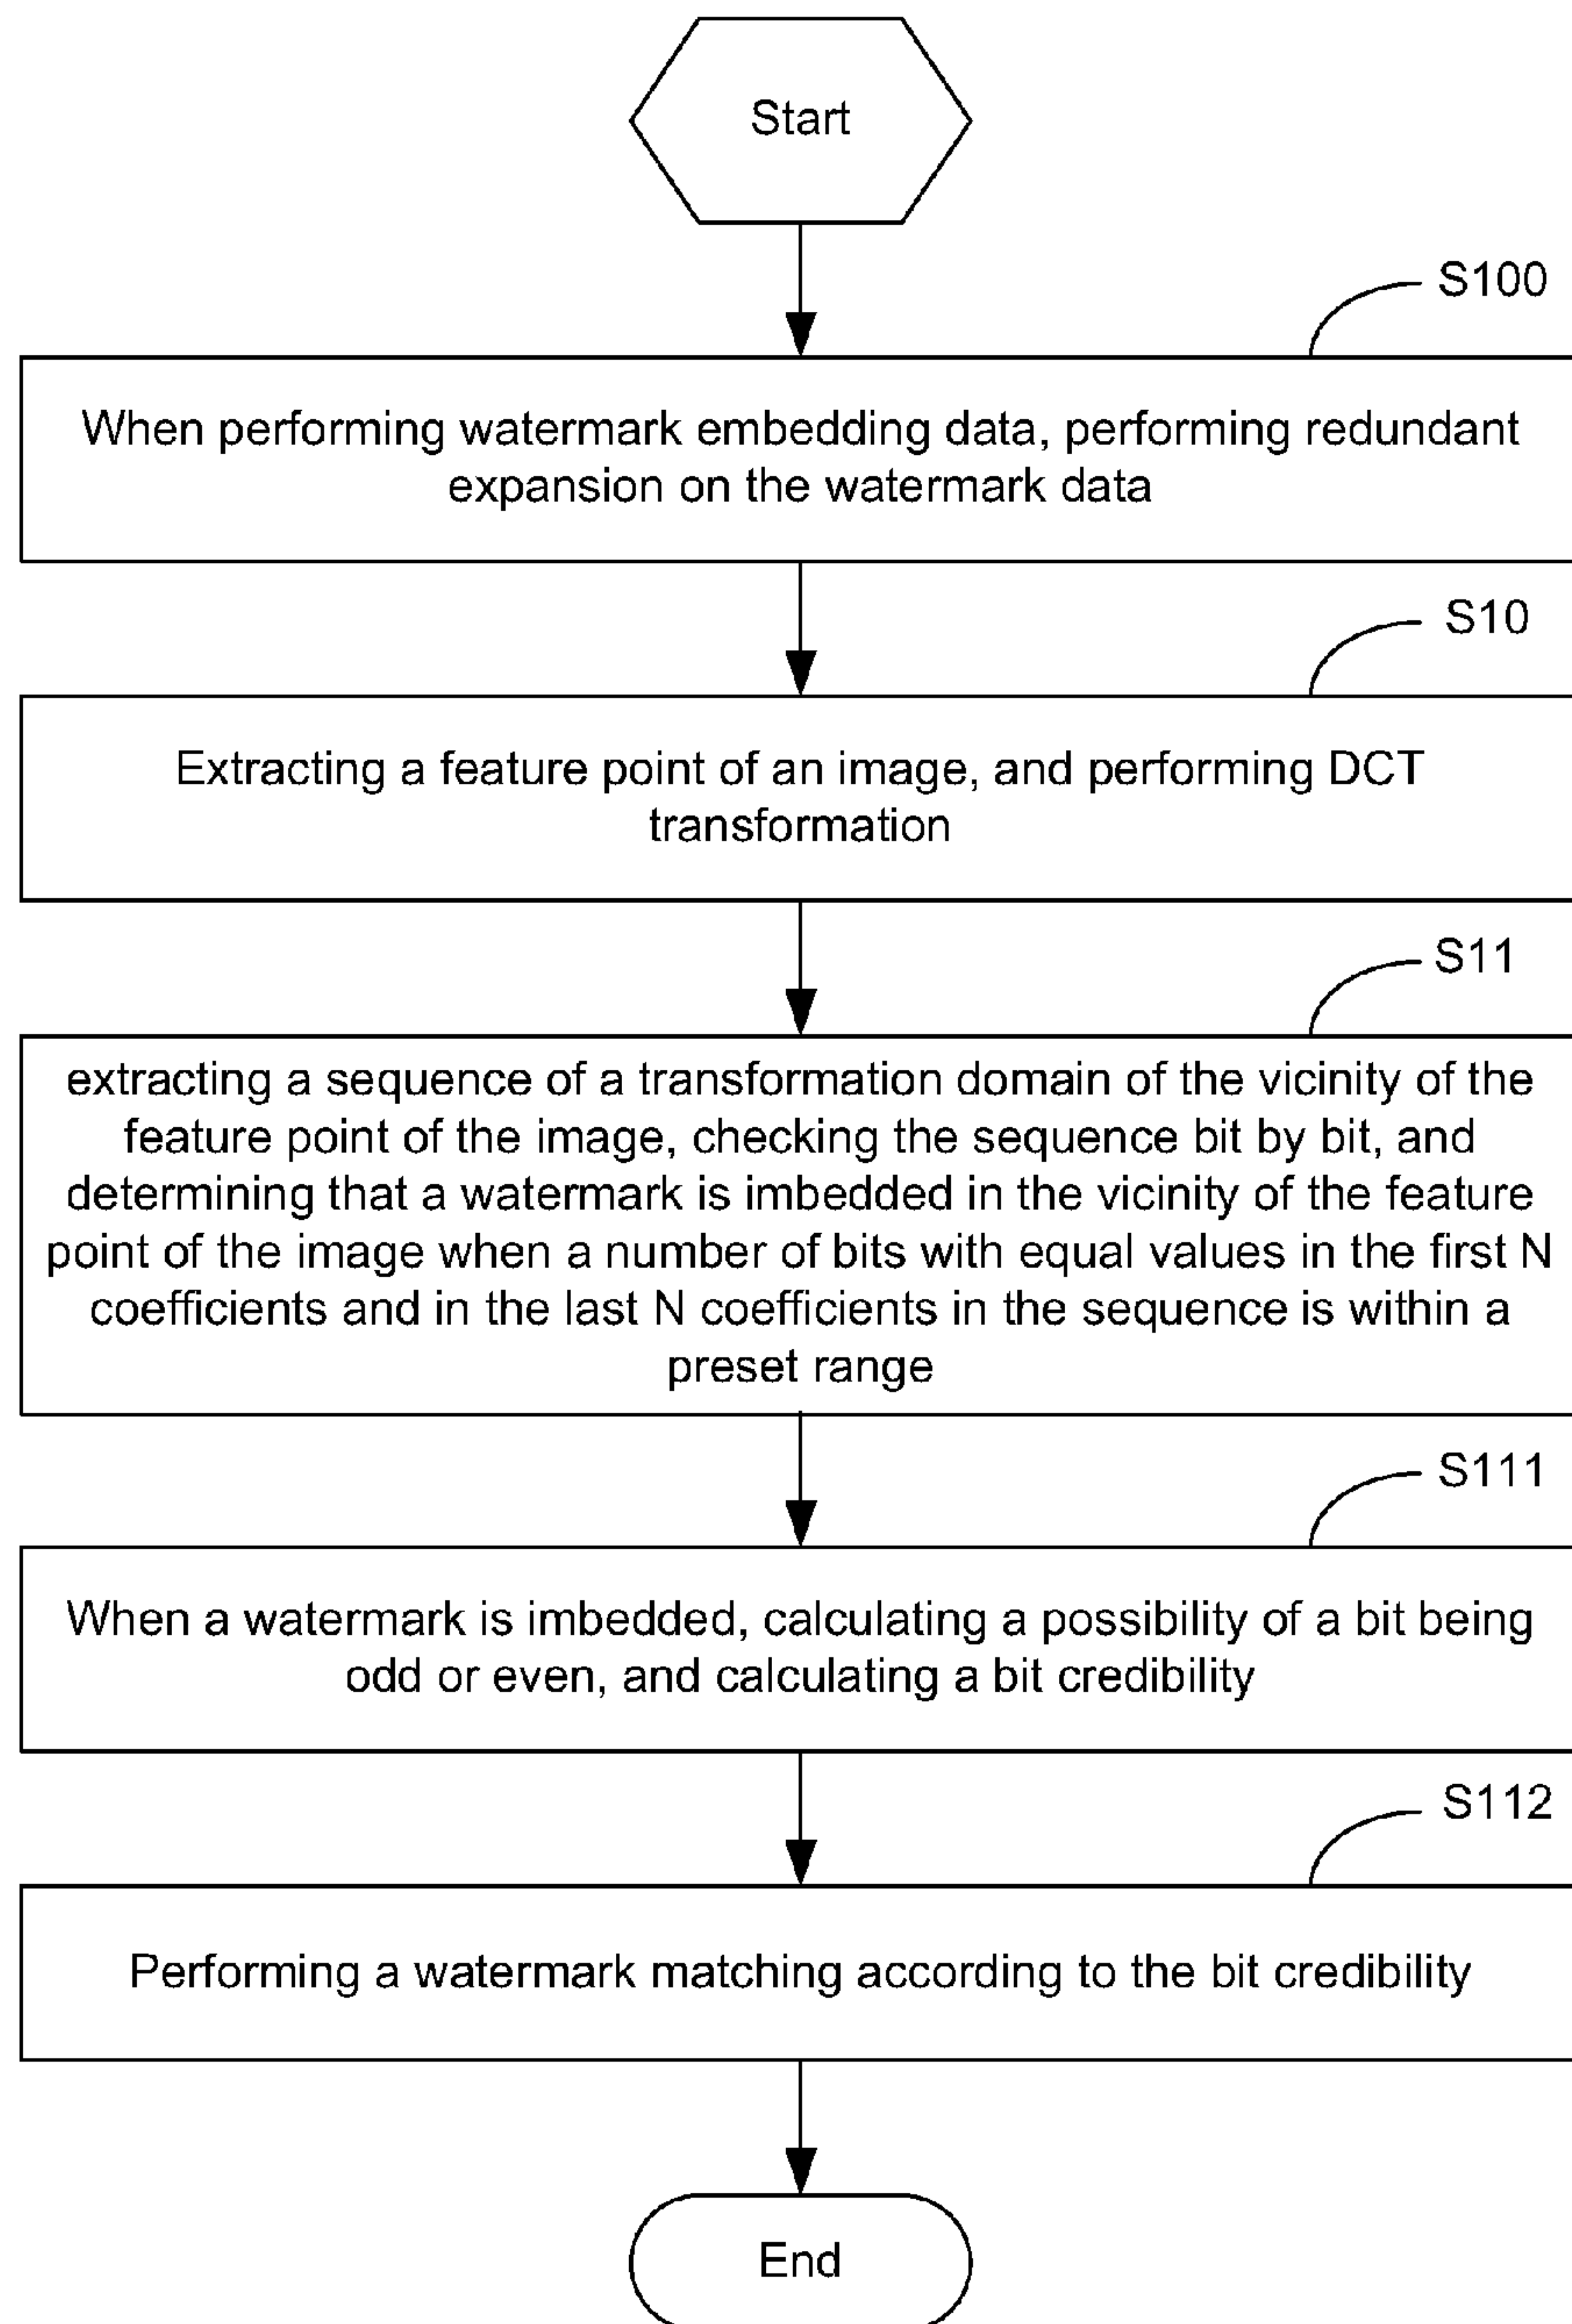 Start
S100
When performing watermark embedding data, performing redundant
expansion on the watermark data
S10
Extracting a feature point of an image, and performing DCT
transformation
S11
extracting a sequence of a transformation domain of the vicinity of the
feature point of the image, checking the sequence bit by bit, and
determining that a watermark is imbedded in the vicinity of the feature
point of the image when a number of bits with equal values in the first N
coefficients and in the last N coefficients in the sequence is within a
preset range
S111
When a watermark is imbedded, calculating a possibility of a bit being
odd or even, and calculating a bit credibility
S112
Performing a watermark matching according to the bit credibility
End